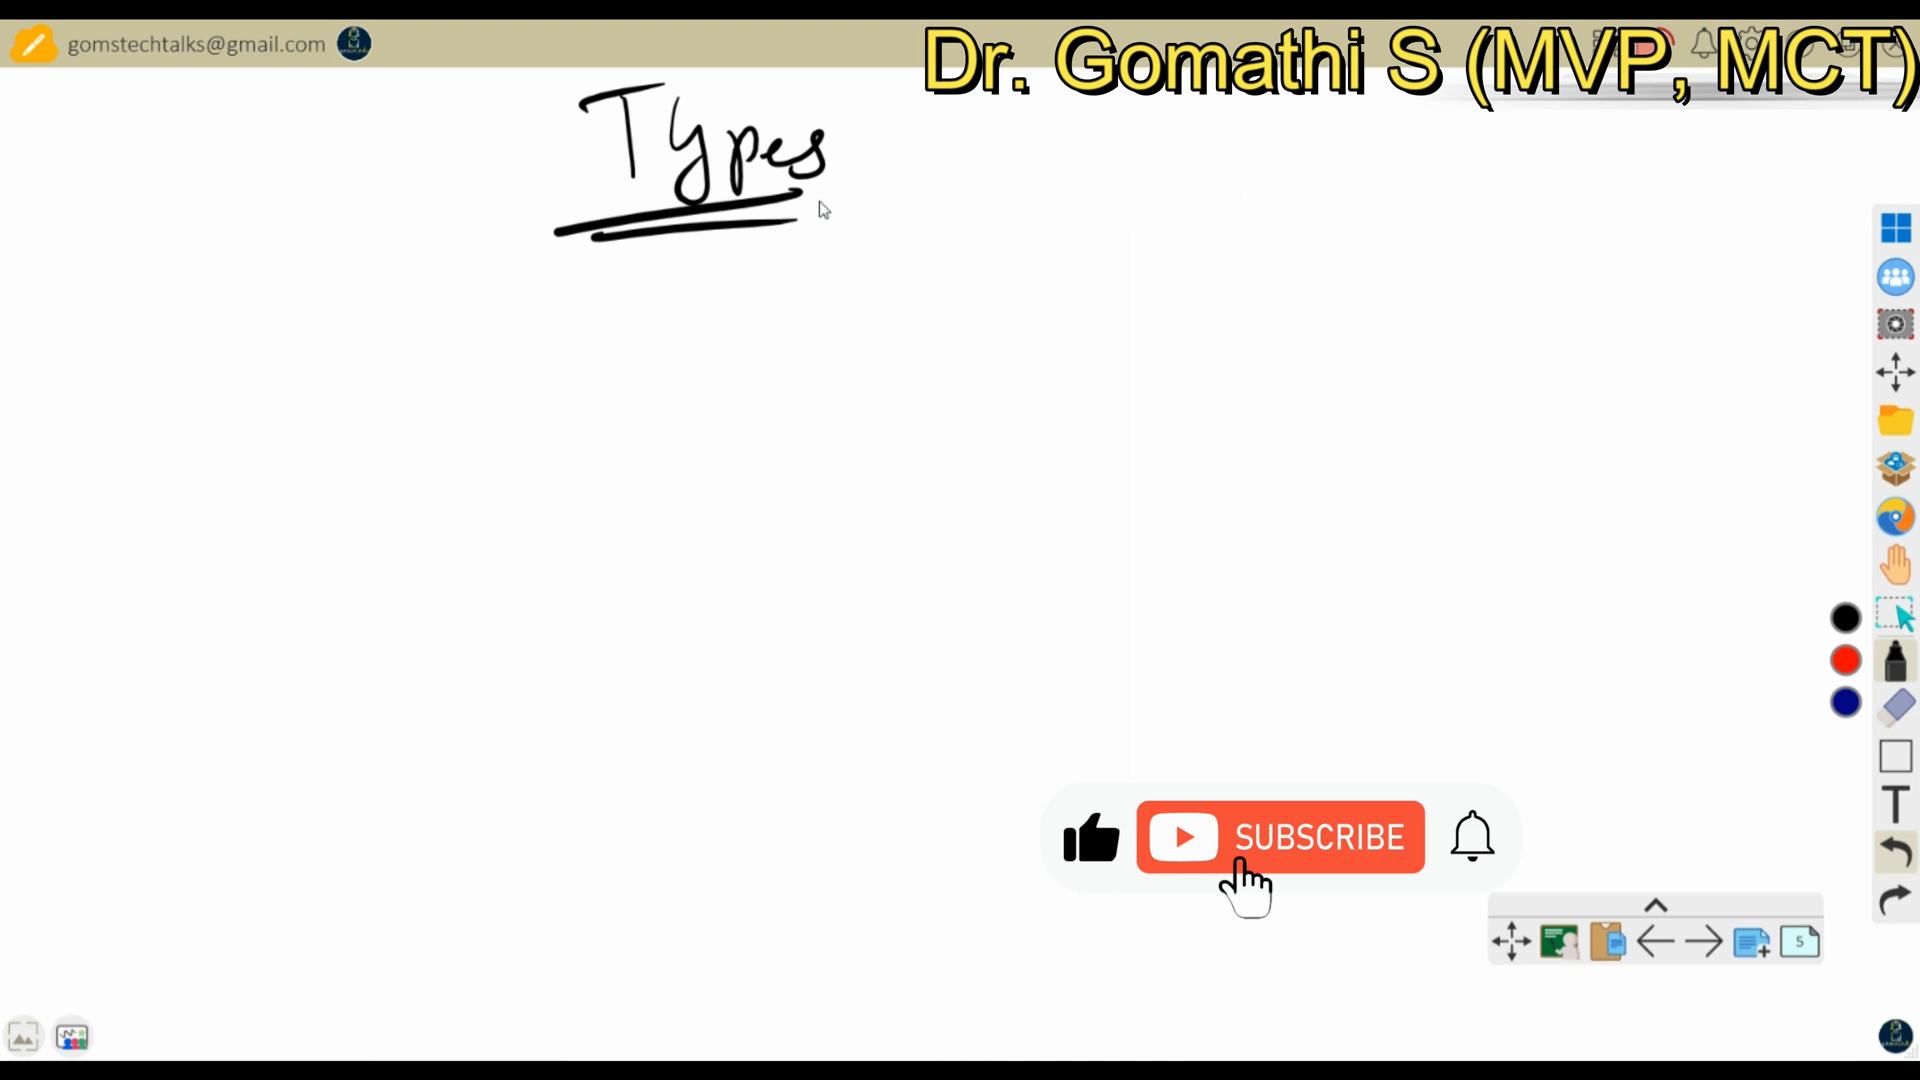 gomstechtalks@gmail.com
Dr. Gomathi S (MVP, MCT)
Types
SUBSCRIBE
T
5